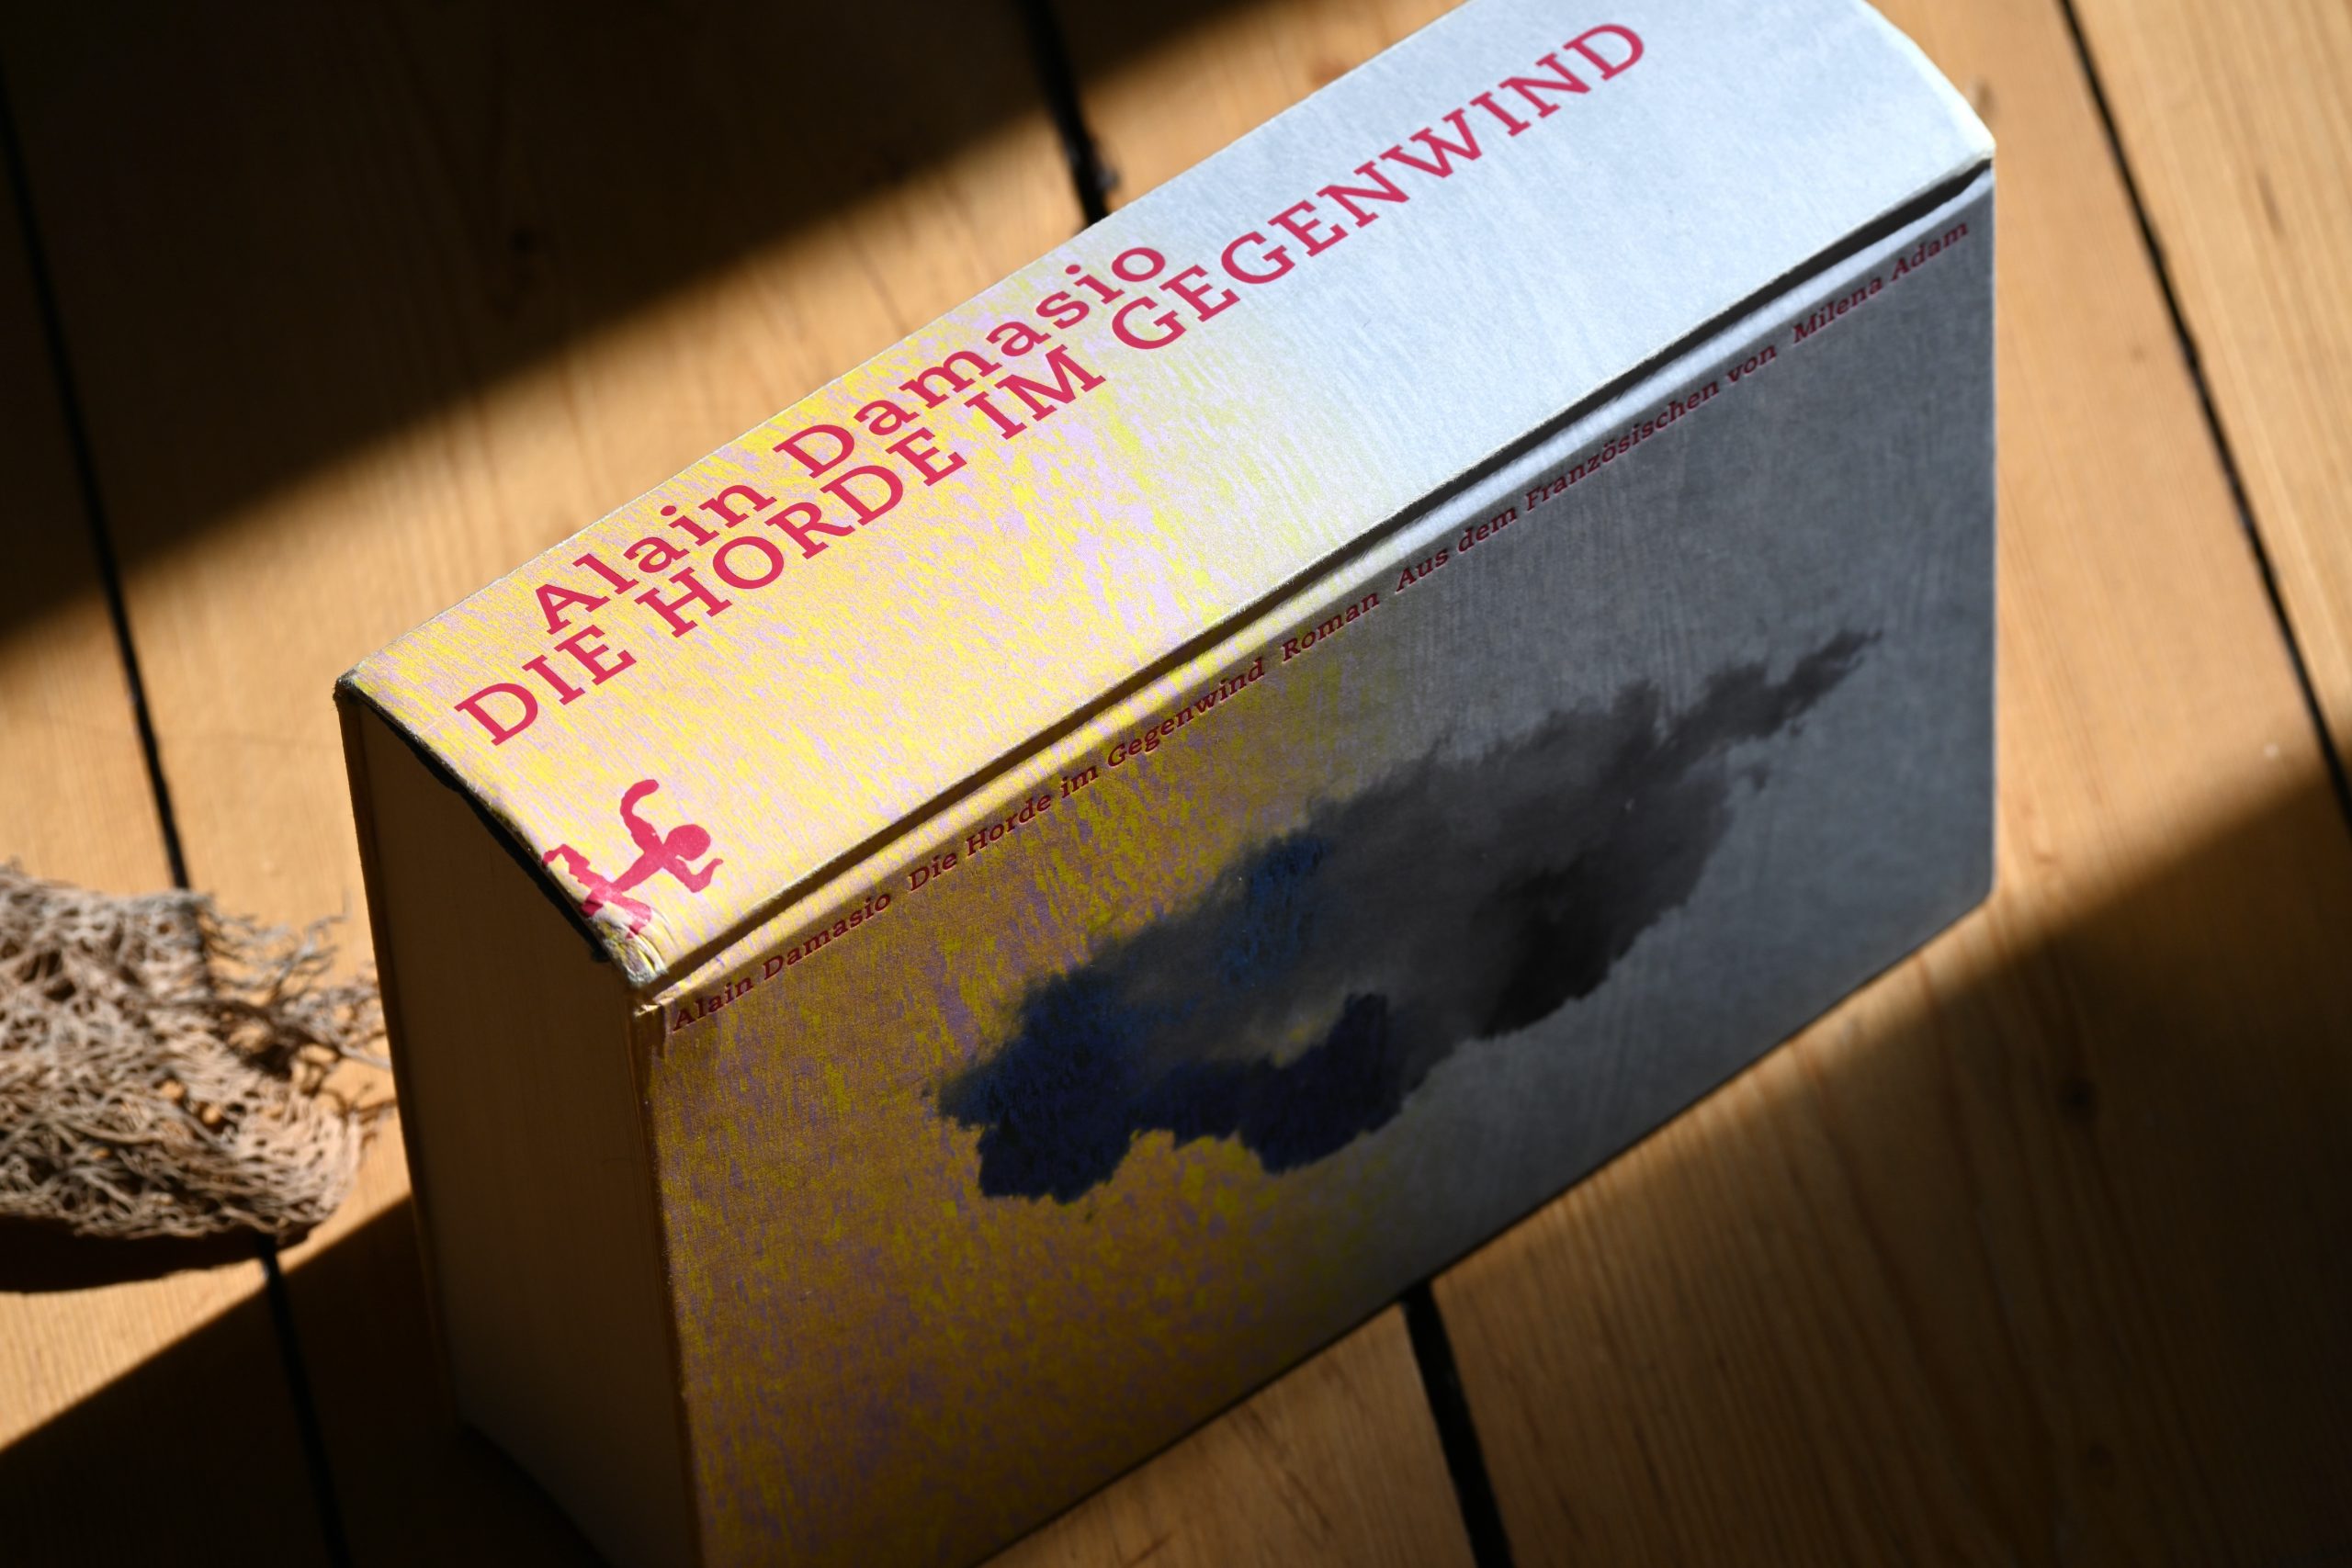 Alain Damasio
DIE HORDE IM GEGENWIND
Alain Damasio Die Horde im Gegenwind Roman Aus dem Französischen von Milena Adam